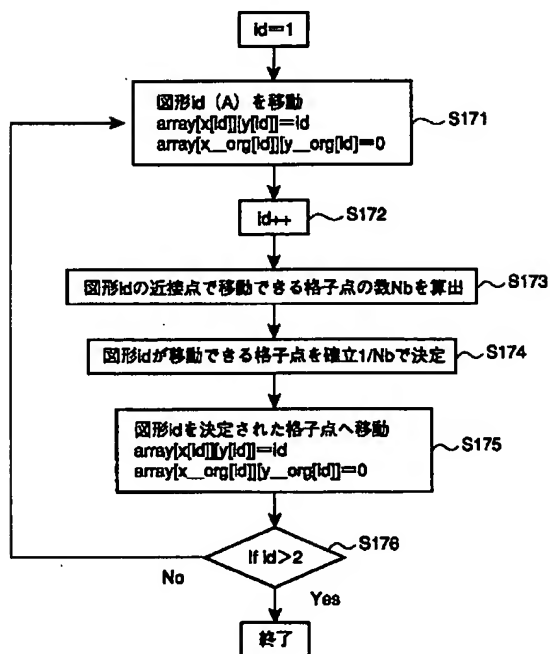 id=1
図形id（A）を移動
array[x[id]][y[id]]=id
array[x__org[id]][y__org[id]=0
S171
id++
S172
図形idの近接点で移動できる格子点の数Nbを算出
S173
図形idが移動できる格子点を確立1/Nbで決定
S174
図形idを決定された格子点へ移動
array[x[id]][y[id]]=id
array[x__org[id]][y__org[id]]=0
S175
If id>2
S176
No
Yes
終了